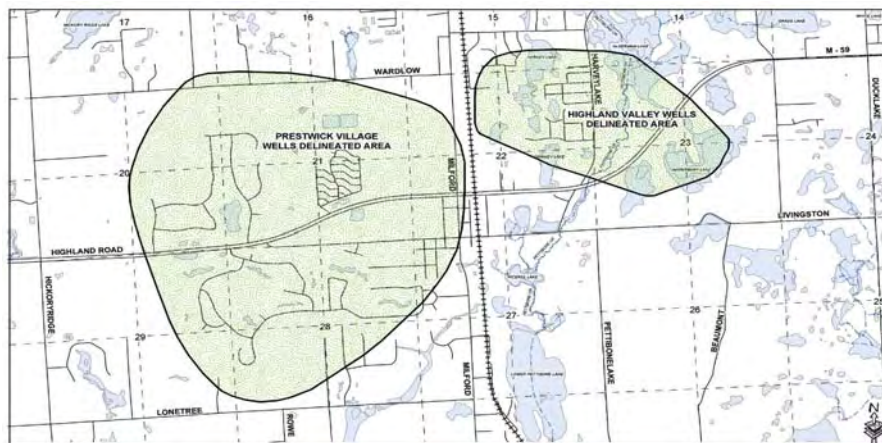 17
16
15
14
M - 59
WARDLOW
HARVEYLAKE
DUCKLAKE
HIGHLAND VALLEY WELLS
DELINEATED AREA
PRESTWICK VILLAGE
WELLS DELINEATED AREA
20
21
22
23
24
MILFORD
LIVINGSTON
HIGHLAND ROAD
HICKORYRIDGE
PETTIBONELAKE
BEAUMONT
29
28
27
26
25
MILFORD
LONETREE
ROWE
N